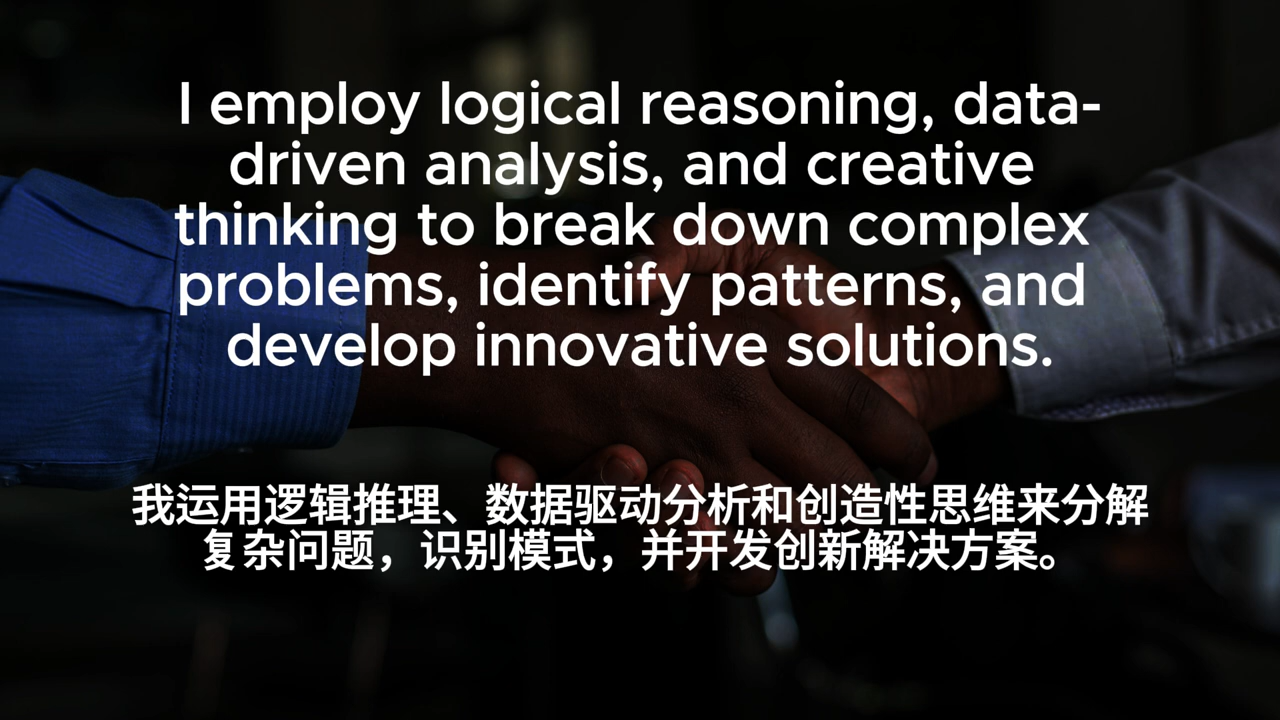 I employ logical reasoning, data-
driven analysis, and creative
thinking to break down complex
problems, identify patterns, and
develop innovative solutions.
我运用逻辑推理、数据驱动分析和创造性思维来分解
复杂问题，识别模式，并开发创新解决方案。